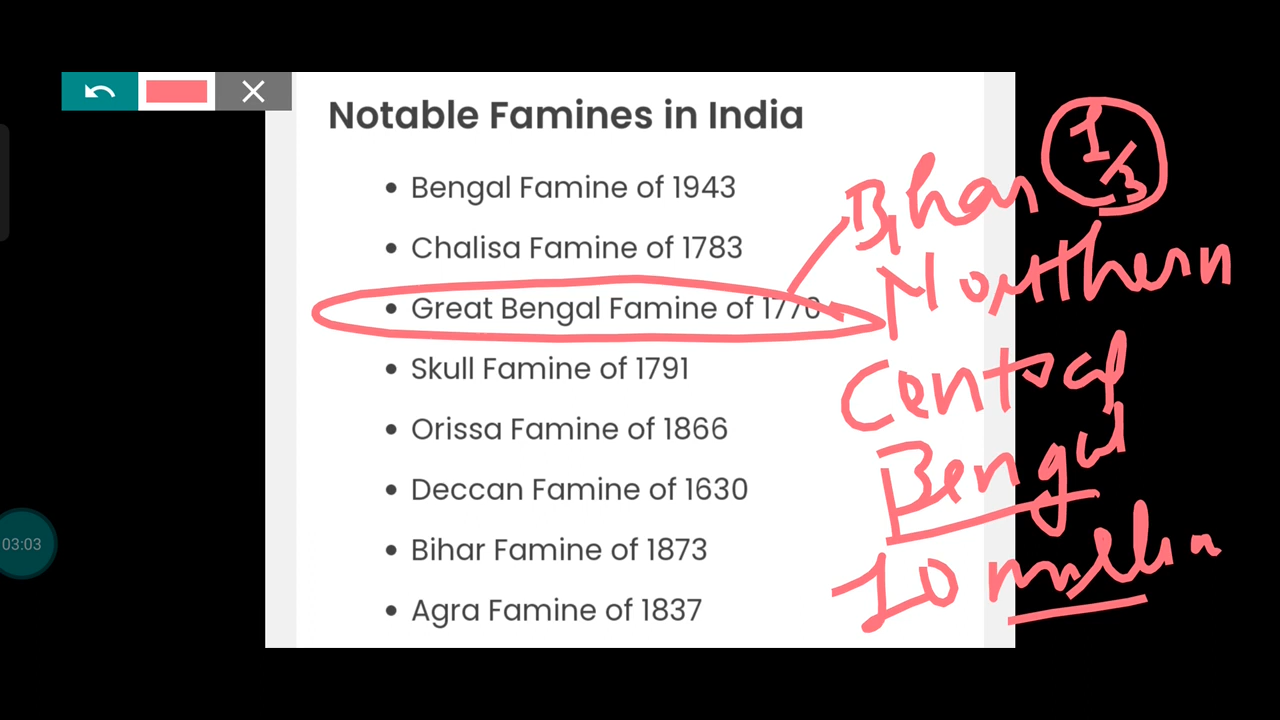 Notable Famines in India
• Bengal Famine of 1943
• Chalisa Famine of 1783
• Great Bengal Famine of 1770
• Skull Famine of 1791
• Orissa Famine of 1866
• Deccan Famine of 1630
• Bihar Famine of 1873
• Agra Famine of 1837
Bihar 1/3
Northern
Central
Bengal
10 million
03:03